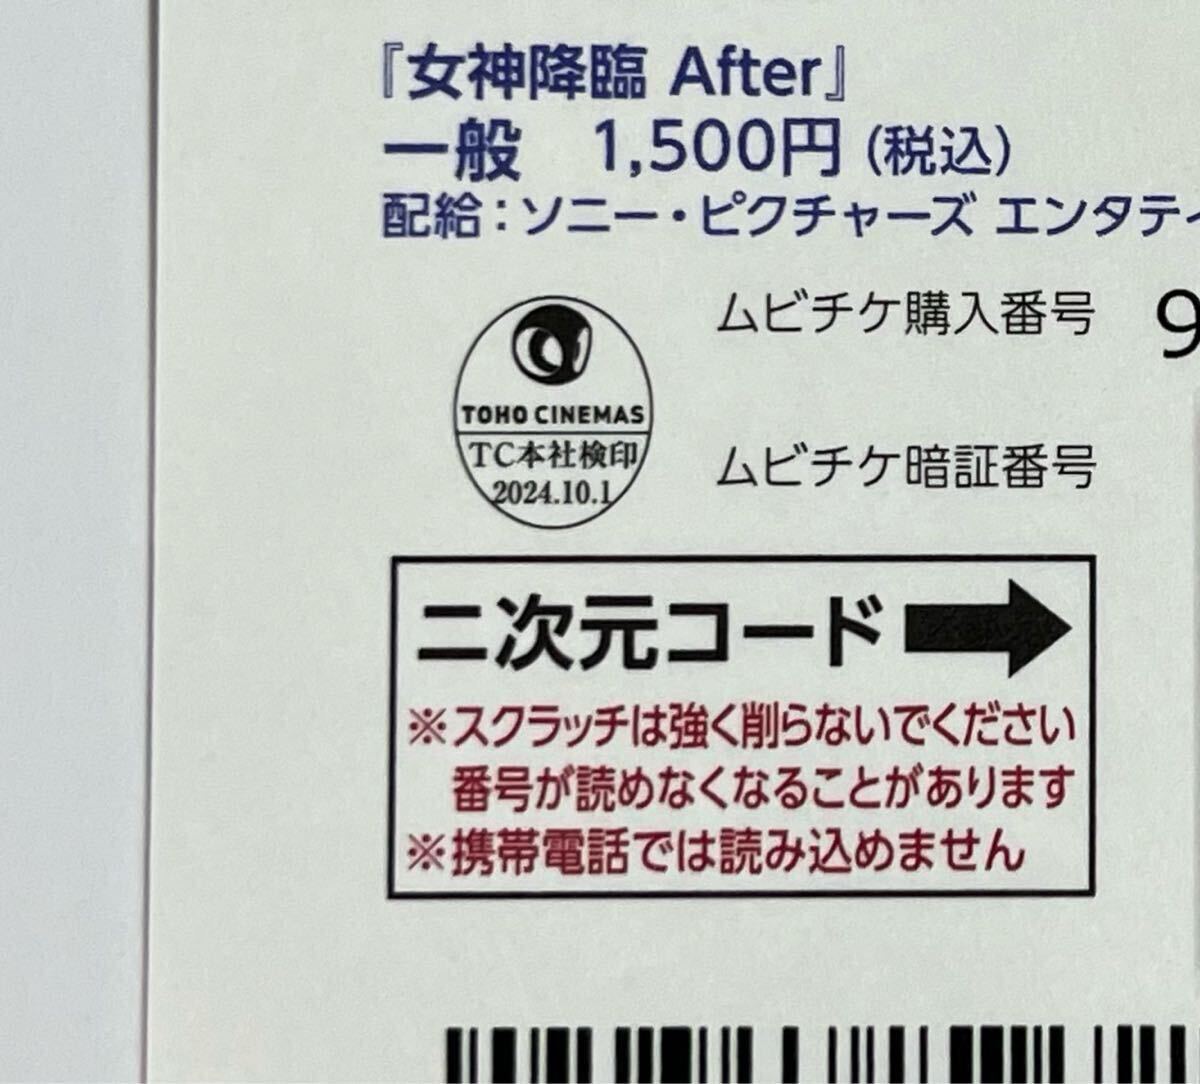 『女神降臨 After』
一般 1,500円 (税込)
配給：ソニー・ピクチャーズ エンタテイ
ムビチケ購入番号 9
TOHO CINEMAS
TC本社検印
2024.10.1
ムビチケ暗証番号
二次元コード
※スクラッチは強く削らないでください
番号が読めなくなることがあります
※携帯電話では読み込めません